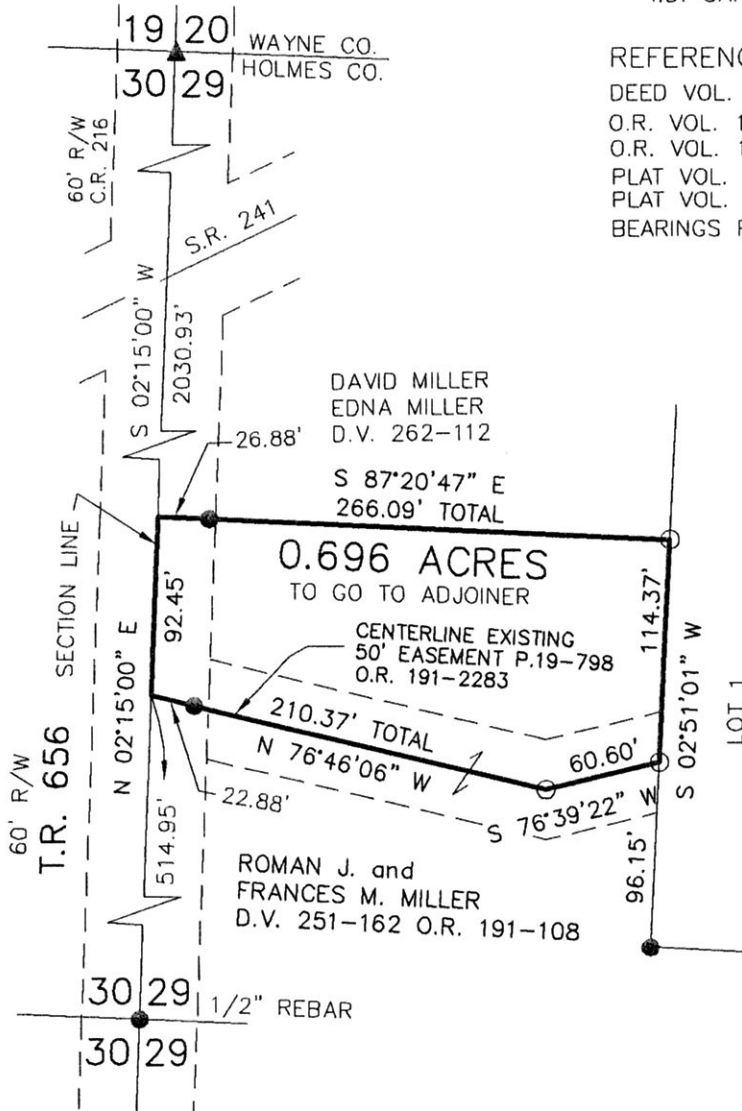 19 20
WAYNE CO.
HOLMES CO.
30 29
REFERENC
DEED VOL.
O.R. VOL. 1
O.R. VOL. 1
PLAT VOL.
PLAT VOL.
BEARINGS
60' R/W
C.R. 216
S.R. 241
S 02°15'00" W
2030.93'
DAVID MILLER
EDNA MILLER
D.V. 262-112
26.88'
S 87°20'47" E
266.09' TOTAL
0.696 ACRES
TO GO TO ADJOINER
SECTION LINE
92.45'
N 02°15'00" E
CENTERLINE EXISTING
50' EASEMENT P.19-798
O.R. 191-2283
114.37'
S 02°51'01" W
LOT 1
210.37' TOTAL
N 76°46'06" W
60.60'
S 76°39'22" W
22.88'
60' R/W
T.R. 656
514.95'
96.15'
ROMAN J. and
FRANCES M. MILLER
D.V. 251-162 O.R. 191-108
30 29
1/2" REBAR
30 29